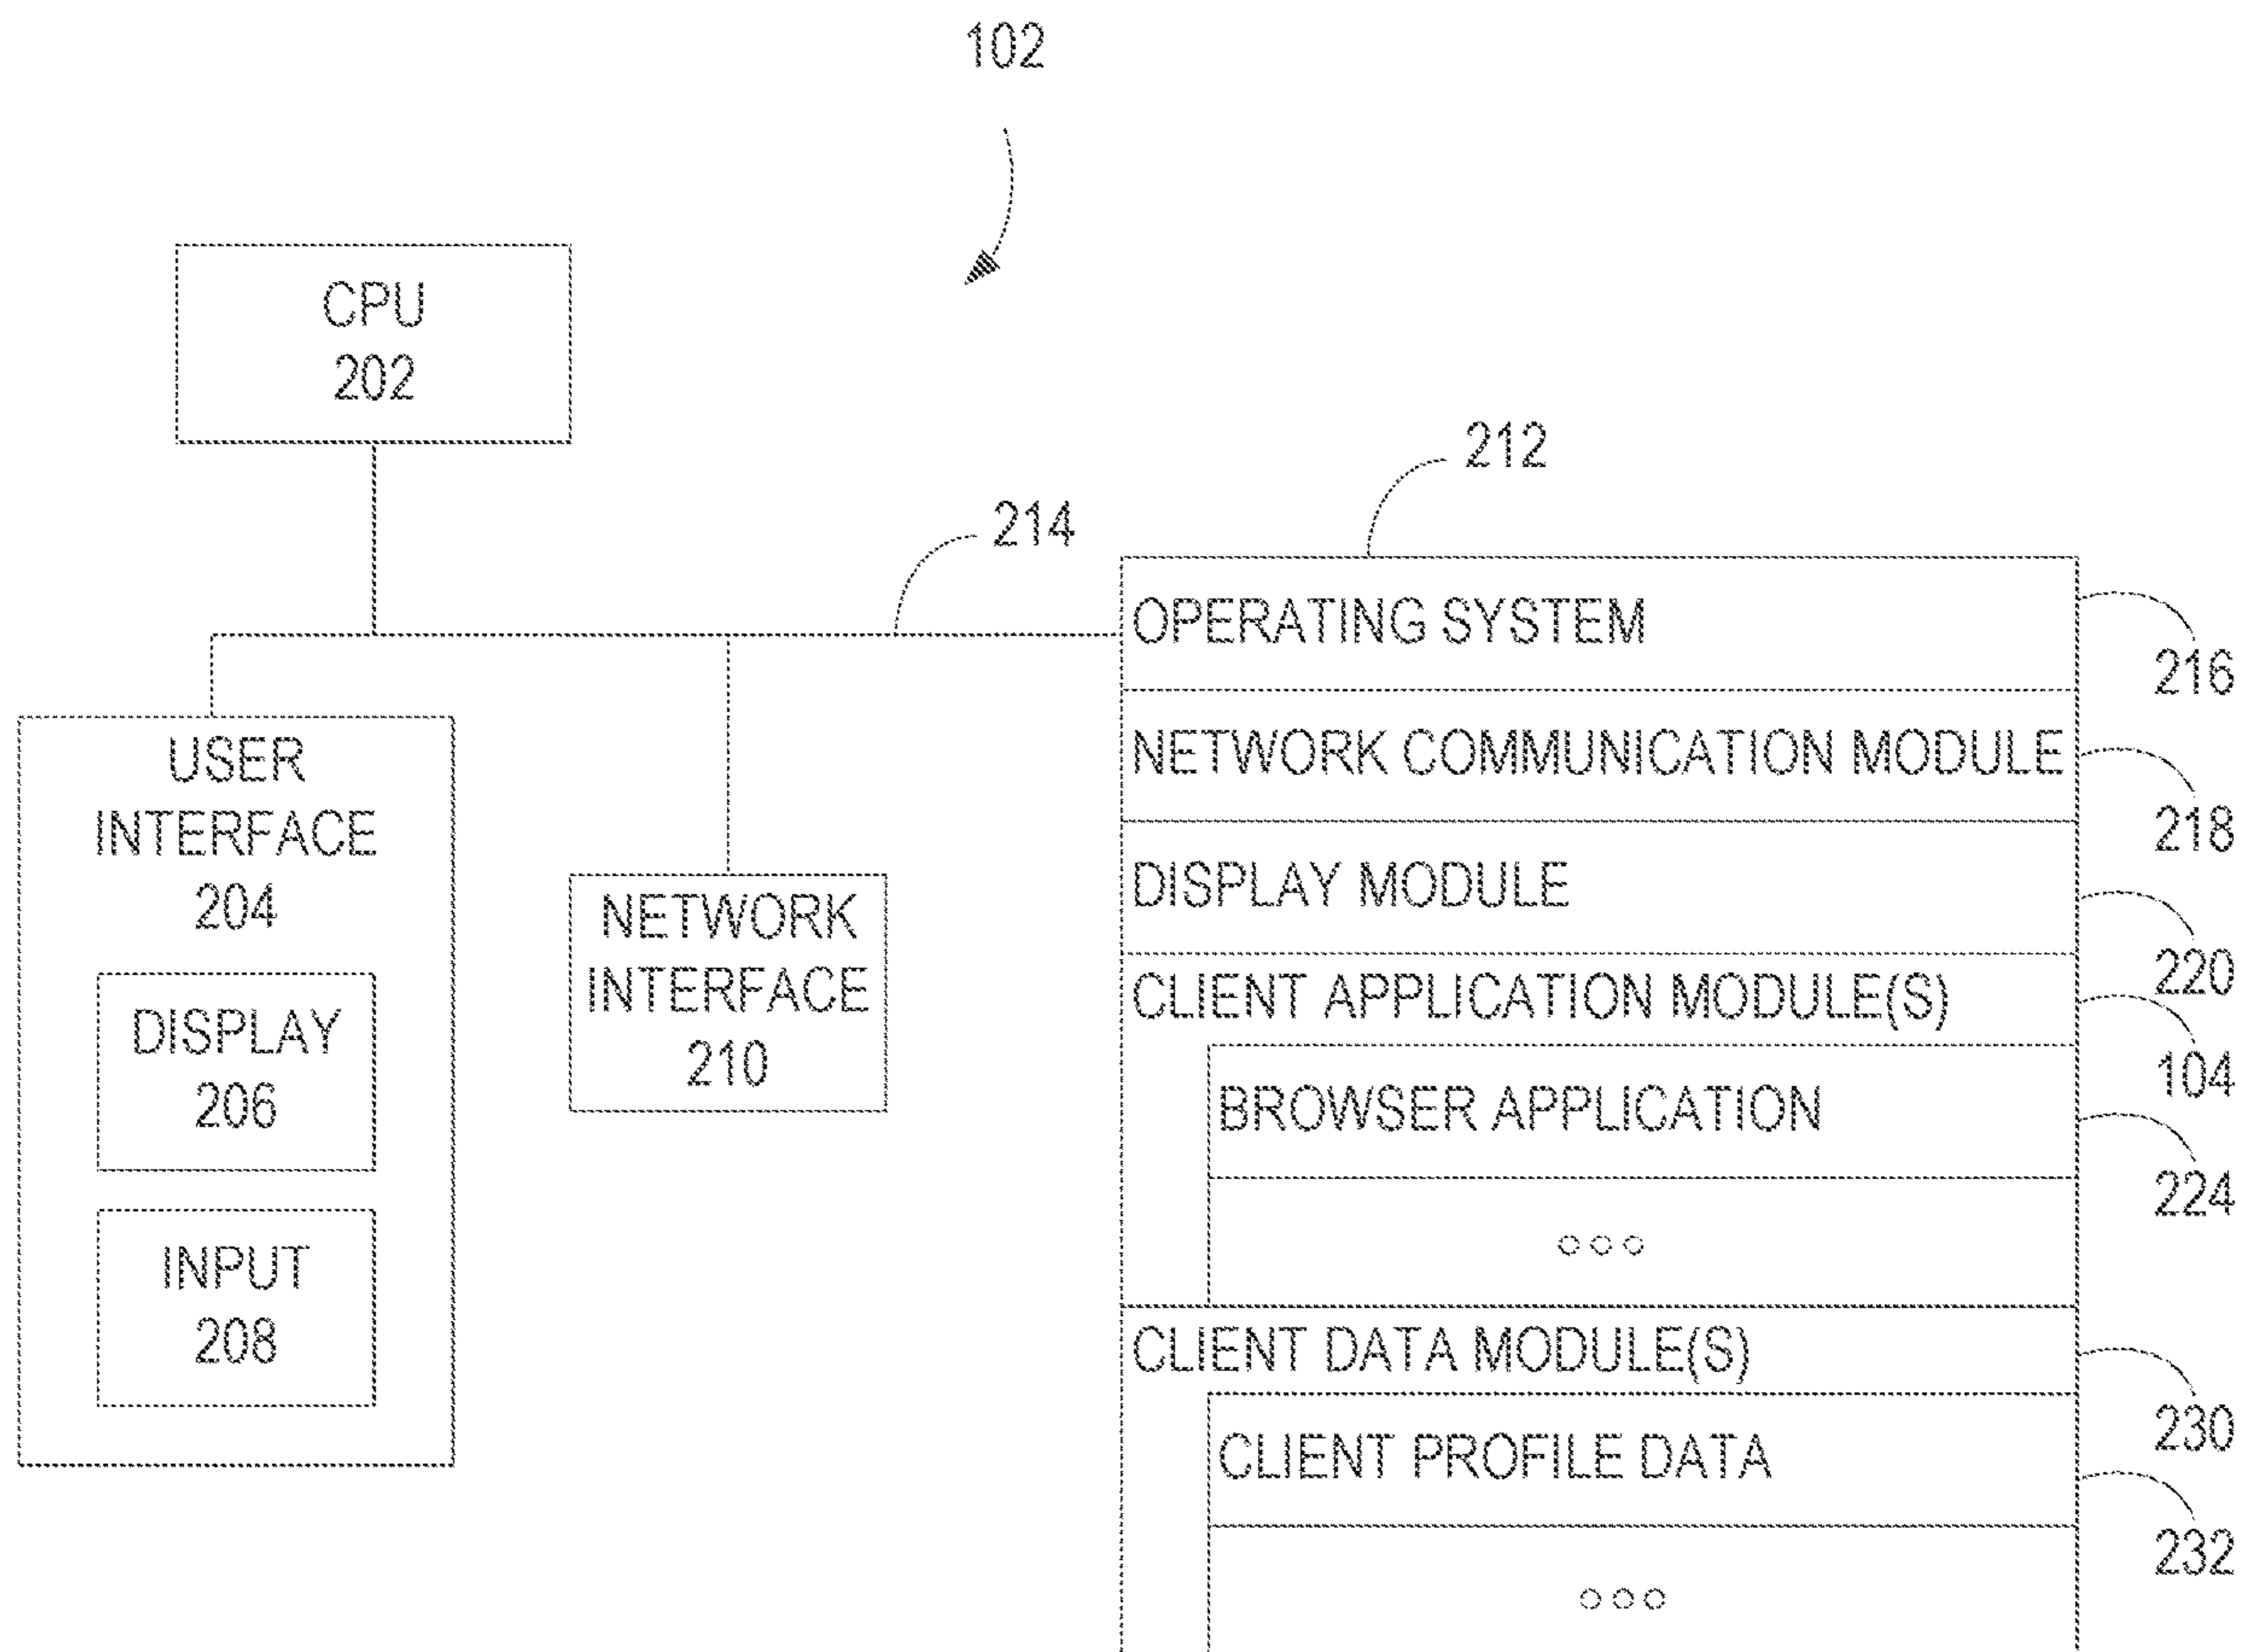 102
CPU
202
212
214
OPERATING SYSTEM
216
NETWORK COMMUNICATION MODULE
218
DISPLAY MODULE
220
CLIENT APPLICATION MODULE(S)
104
BROWSER APPLICATION
224
CLIENT DATA MODULE(S)
230
CLIENT PROFILE DATA
232
USER
INTERFACE
204
DISPLAY
206
INPUT
208
NETWORK
INTERFACE
210